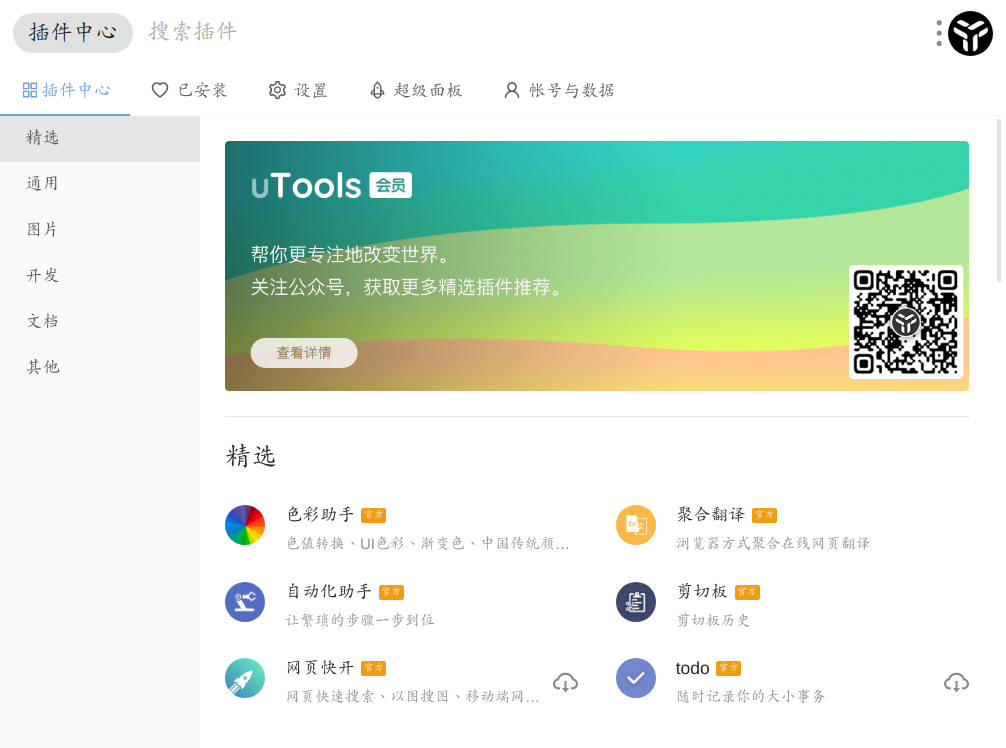 插件中心 搜索插件
插件中心 已安装 设置 超级面板 帐号与数据
精选
通用
图片
开发
文档
其他
uTools 会员
帮你更专注地改变世界。
关注公众号，获取更多精选插件推荐。
查看详情
精选
色彩助手 官方
色值转换、UI色彩、渐变色、中国传统颜...
聚合翻译 官方
浏览器方式聚合在线网页翻译
自动化助手 官方
让繁琐的步骤一步到位
剪切板 官方
剪切板历史
网页快开 官方
网页快速搜索、以图搜图、移动端网...
todo 官方
随时记录你的大小事务